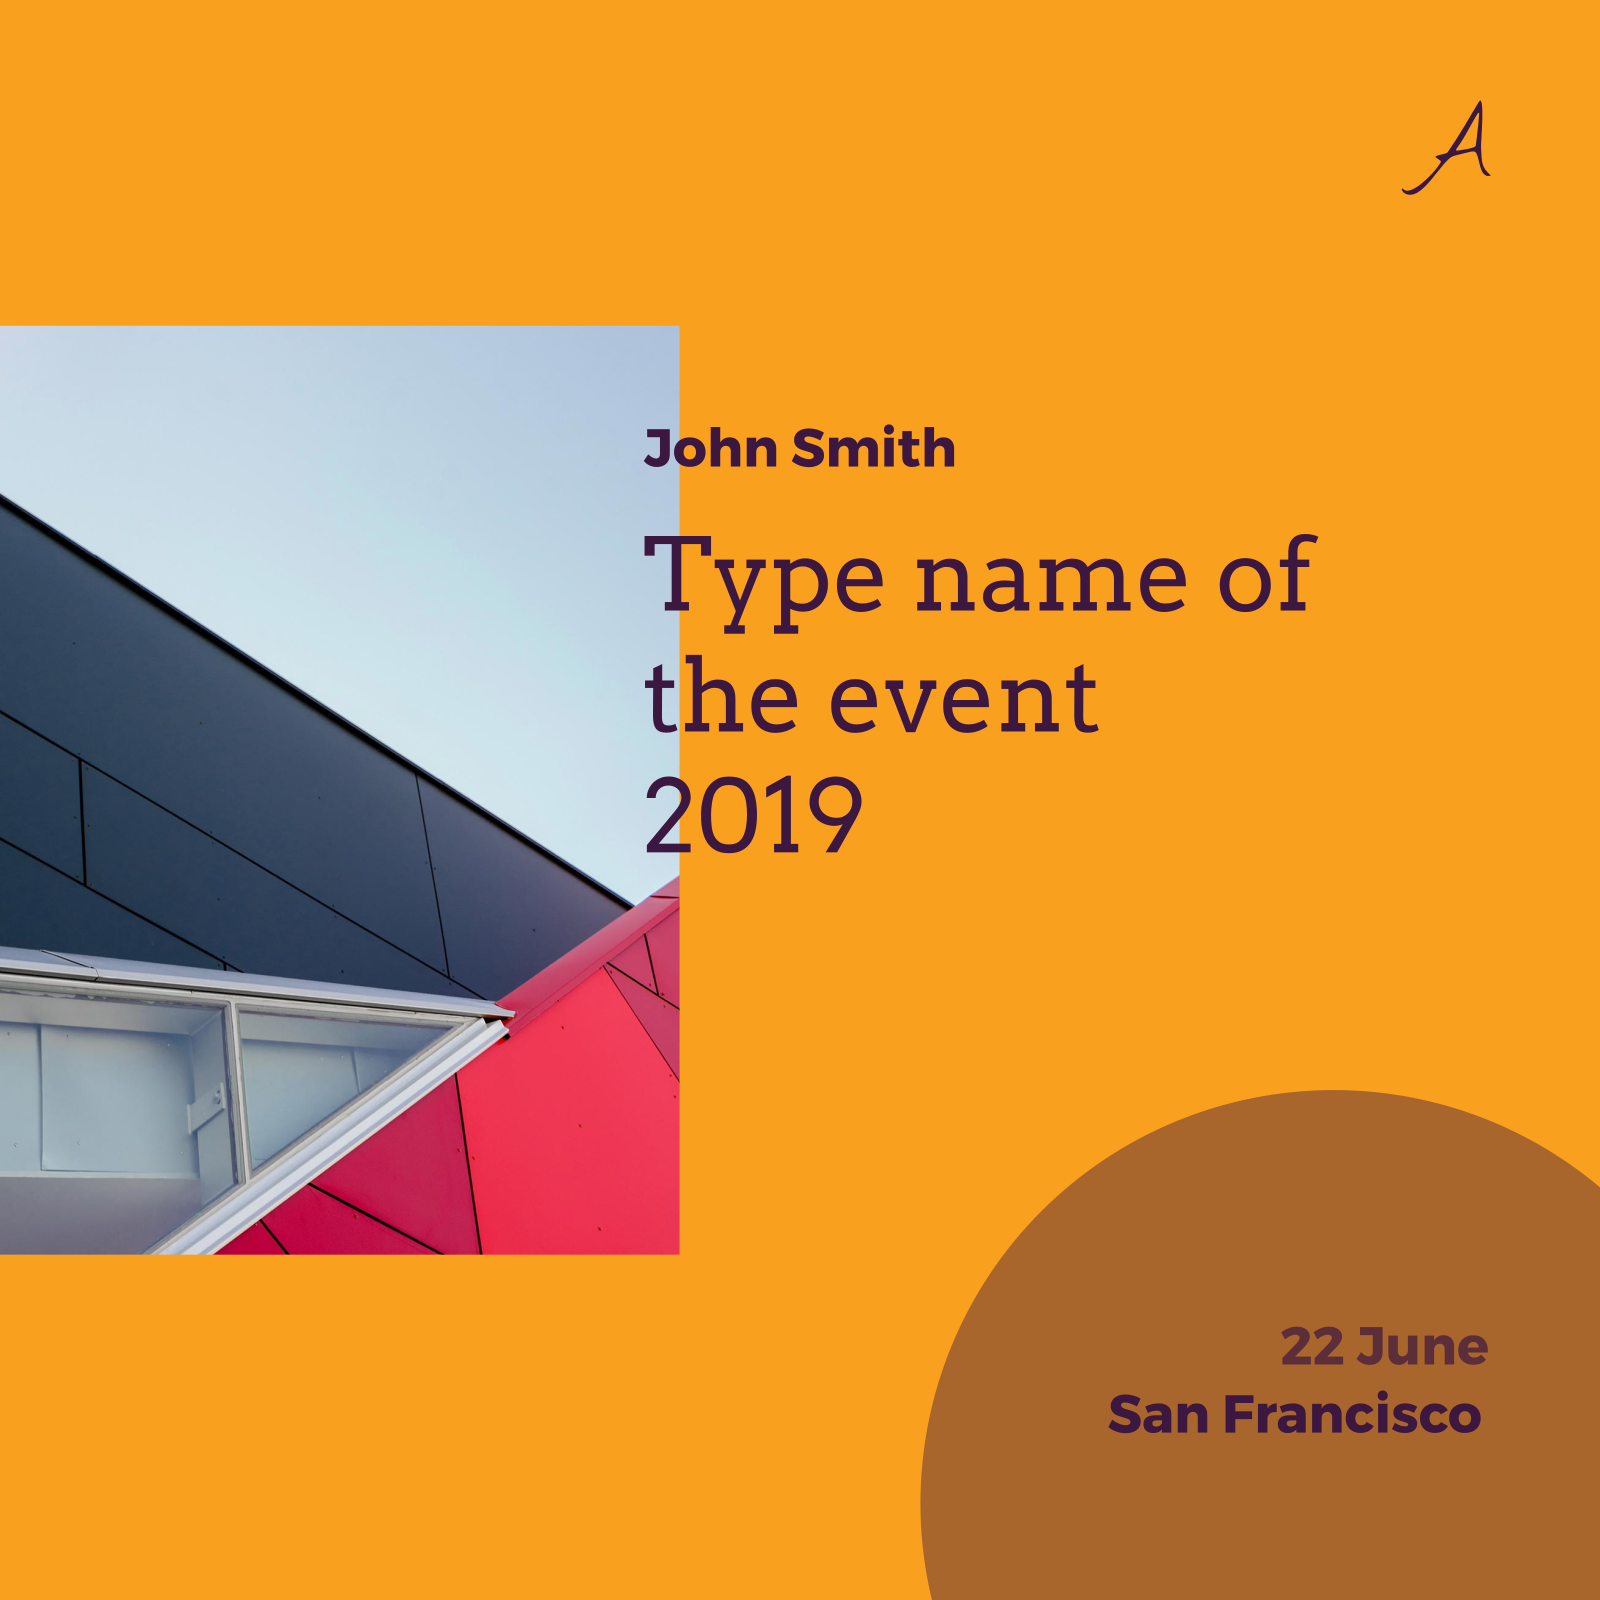 A
John Smith
Type name of
the event
2019
22 June
San Francisco